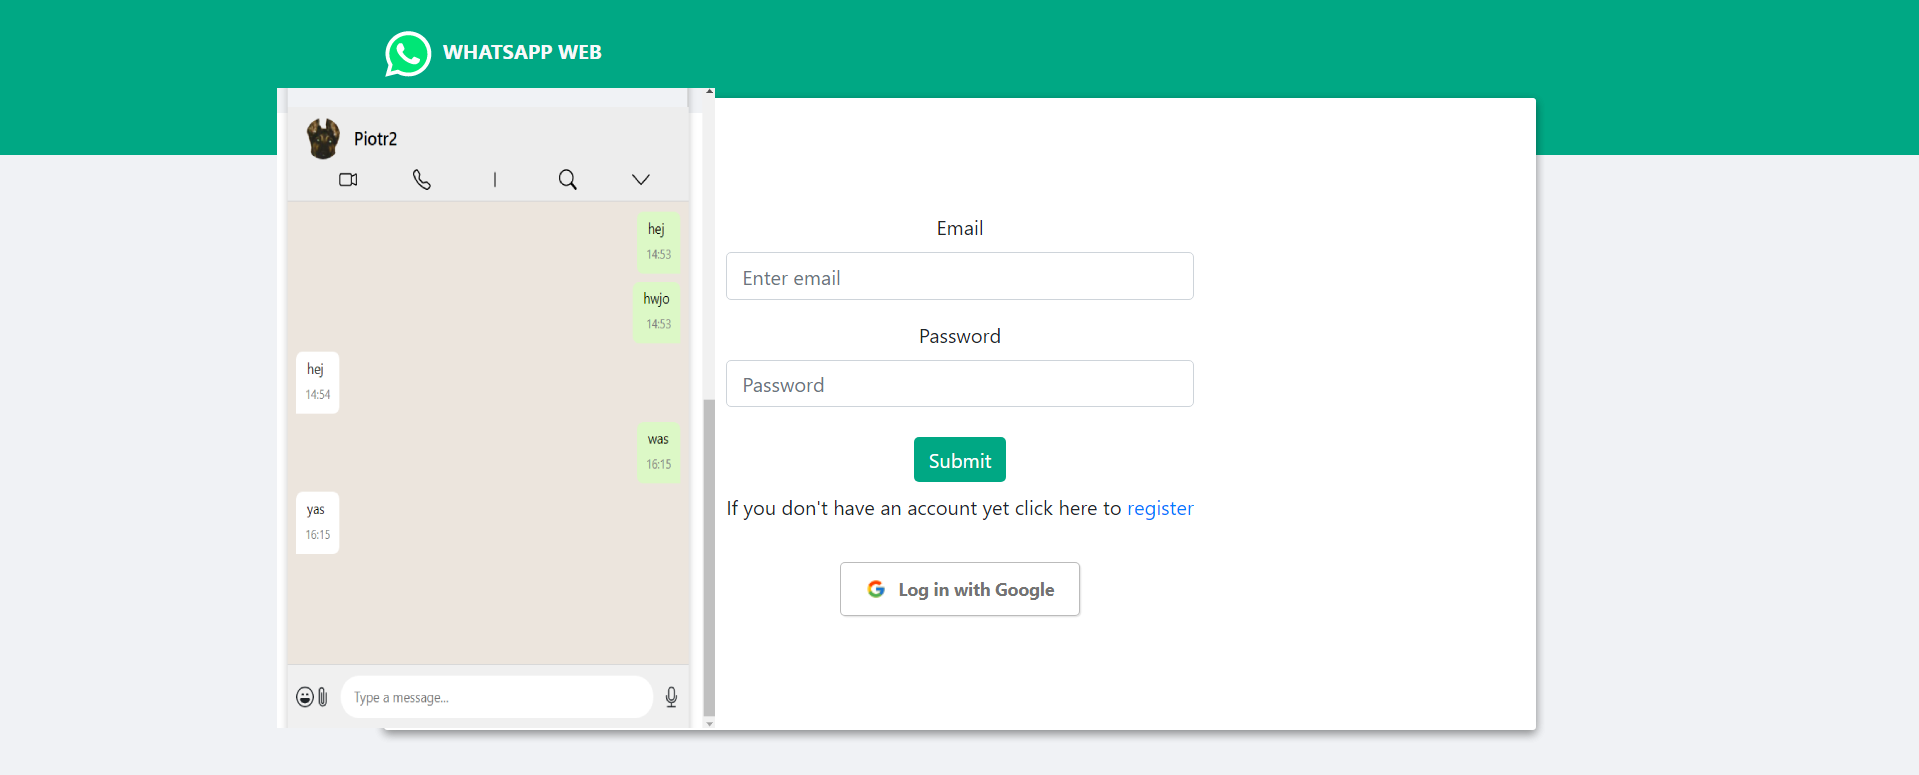 WHATSAPP WEB
Piotr2
hej
14:53
hwjo
14:53
hej
14:54
was
16:15
yas
16:15
Type a message...
Email
Enter email
Password
Password
Submit
If you don't have an account yet click here to register
Log in with Google